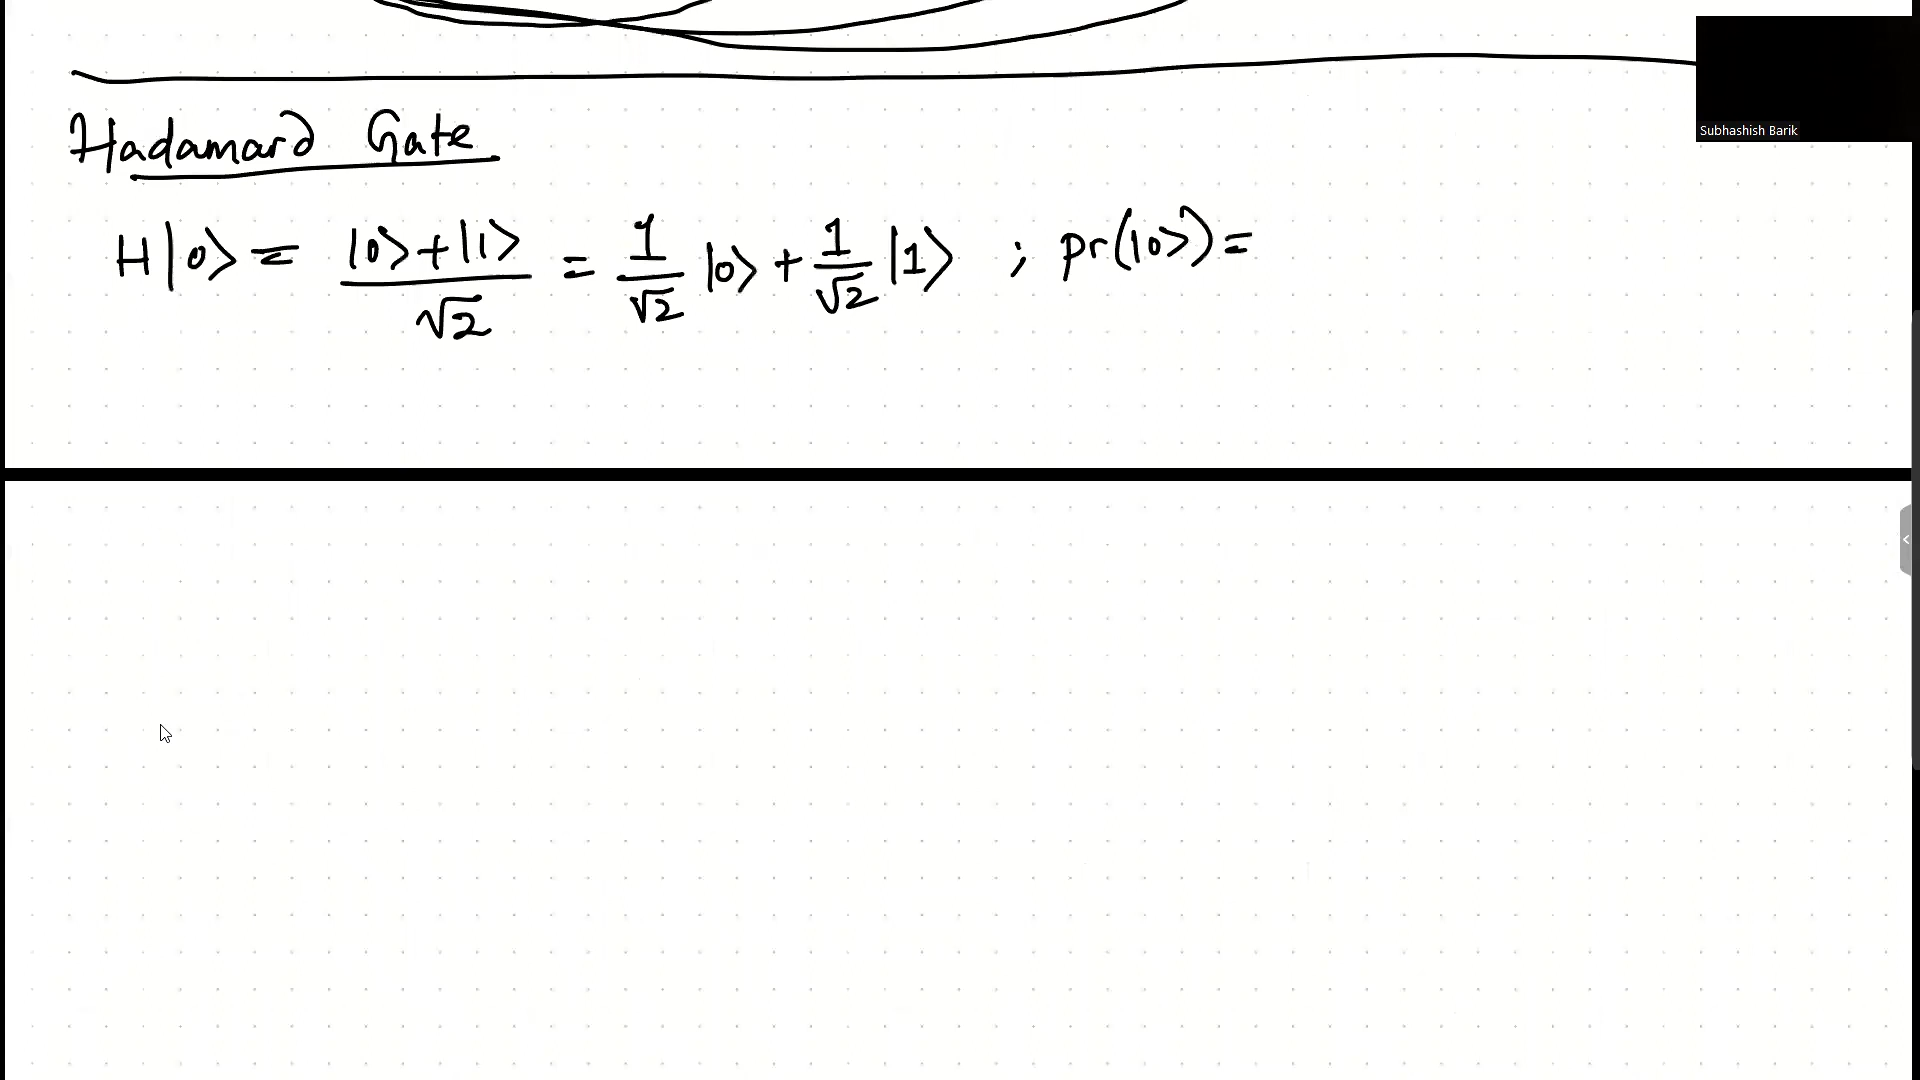 Subhashish Barik
Hadamard Gate
H|0> = |0>+|1> / √2 = 1/√2 |0> + 1/√2 |1> ; pr(|0>) =